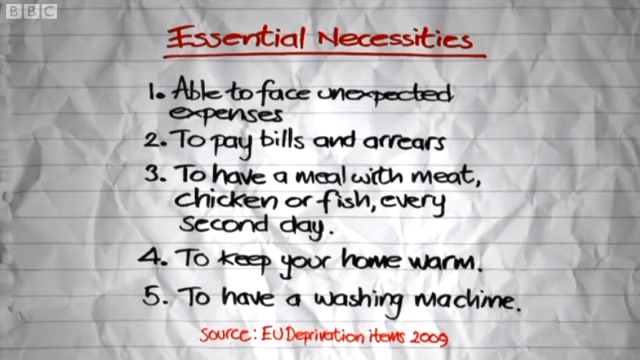 BBC
Essential Necessities
1. Able to face unexpected
expenses
2. To pay bills and arrears
3. To have a meal with meat,
chicken or fish, every
second day.
4. To keep your home warm.
5. To have a washing machine.
Source: EU Deprivation items 2009